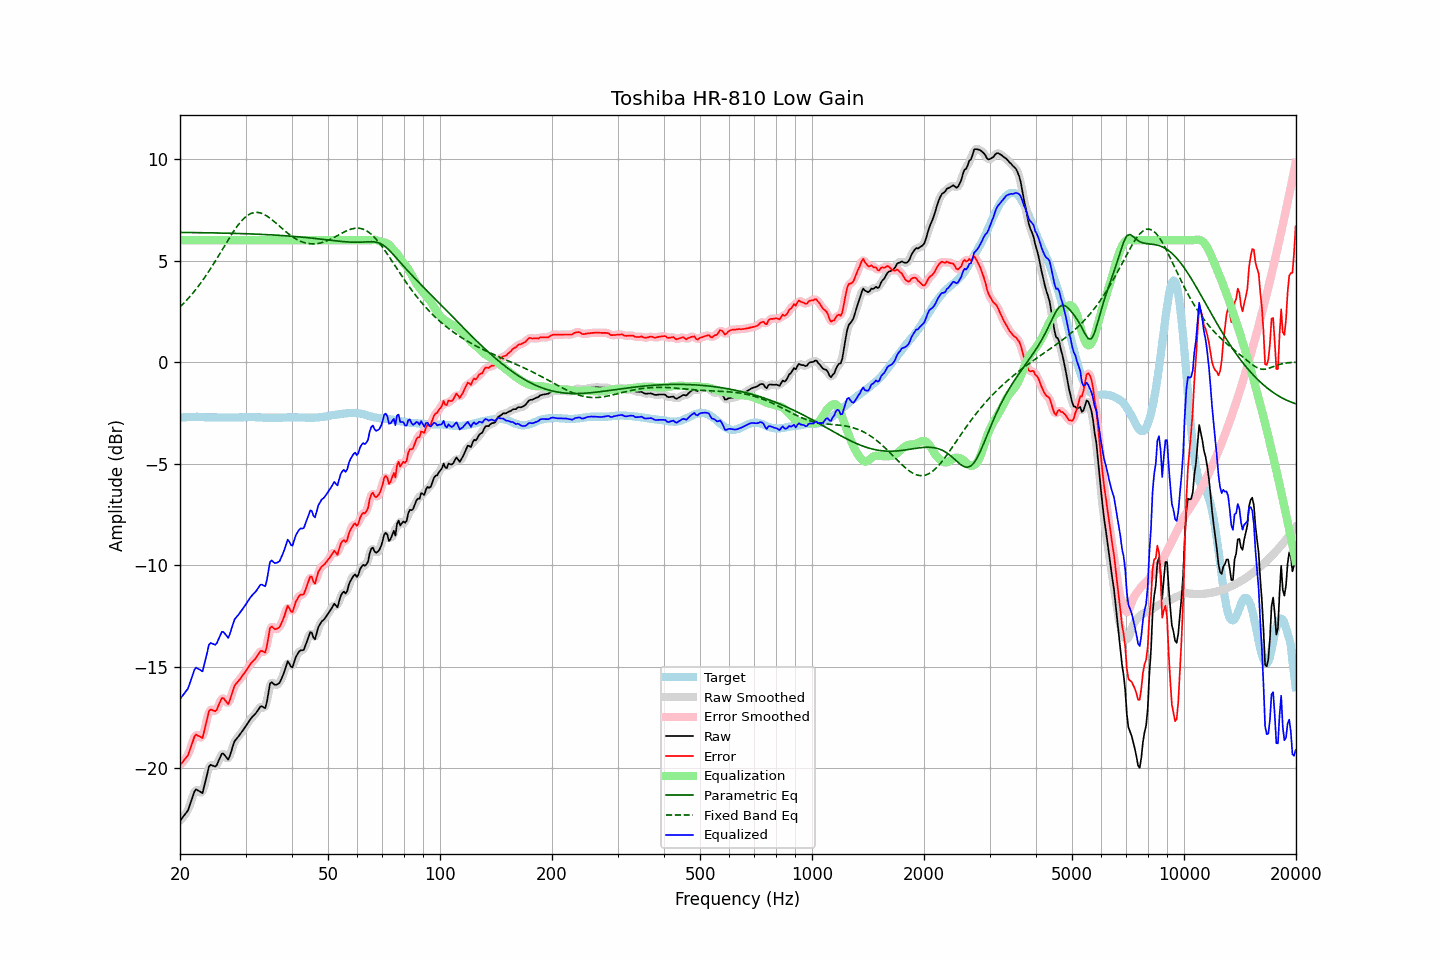 Toshiba HR-810 Low Gain
10
5
0
−5
−10
−15
−20
Amplitude (dBr)
Target
Raw Smoothed
Error Smoothed
Raw
Error
Equalization
Parametric Eq
Fixed Band Eq
Equalized
20 50 100 200 500 1000 2000 5000 10000 20000
Frequency (Hz)